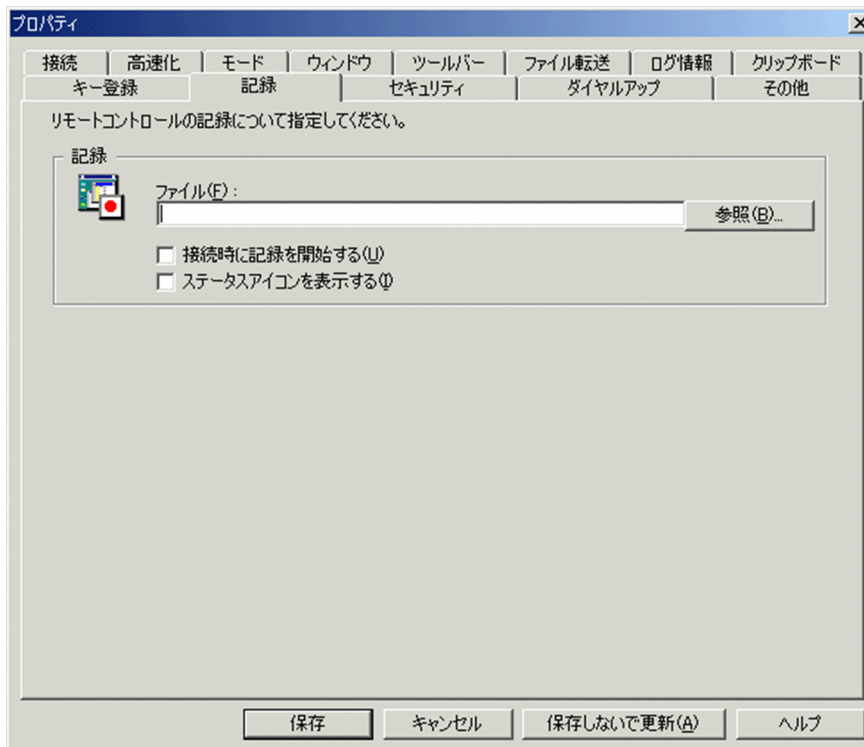 プロパティ
接続 高速化 モード ウィンドウ ツールバー ファイル転送 ログ情報 クリップボード
キー登録 記録 セキュリティ ダイヤルアップ その他
リモートコントロールの記録について指定してください。
記録
ファイル(F):
参照(B)...
接続時に記録を開始する(U)
ステータスアイコンを表示する(I)
保存 キャンセル 保存しないで更新(A) ヘルプ